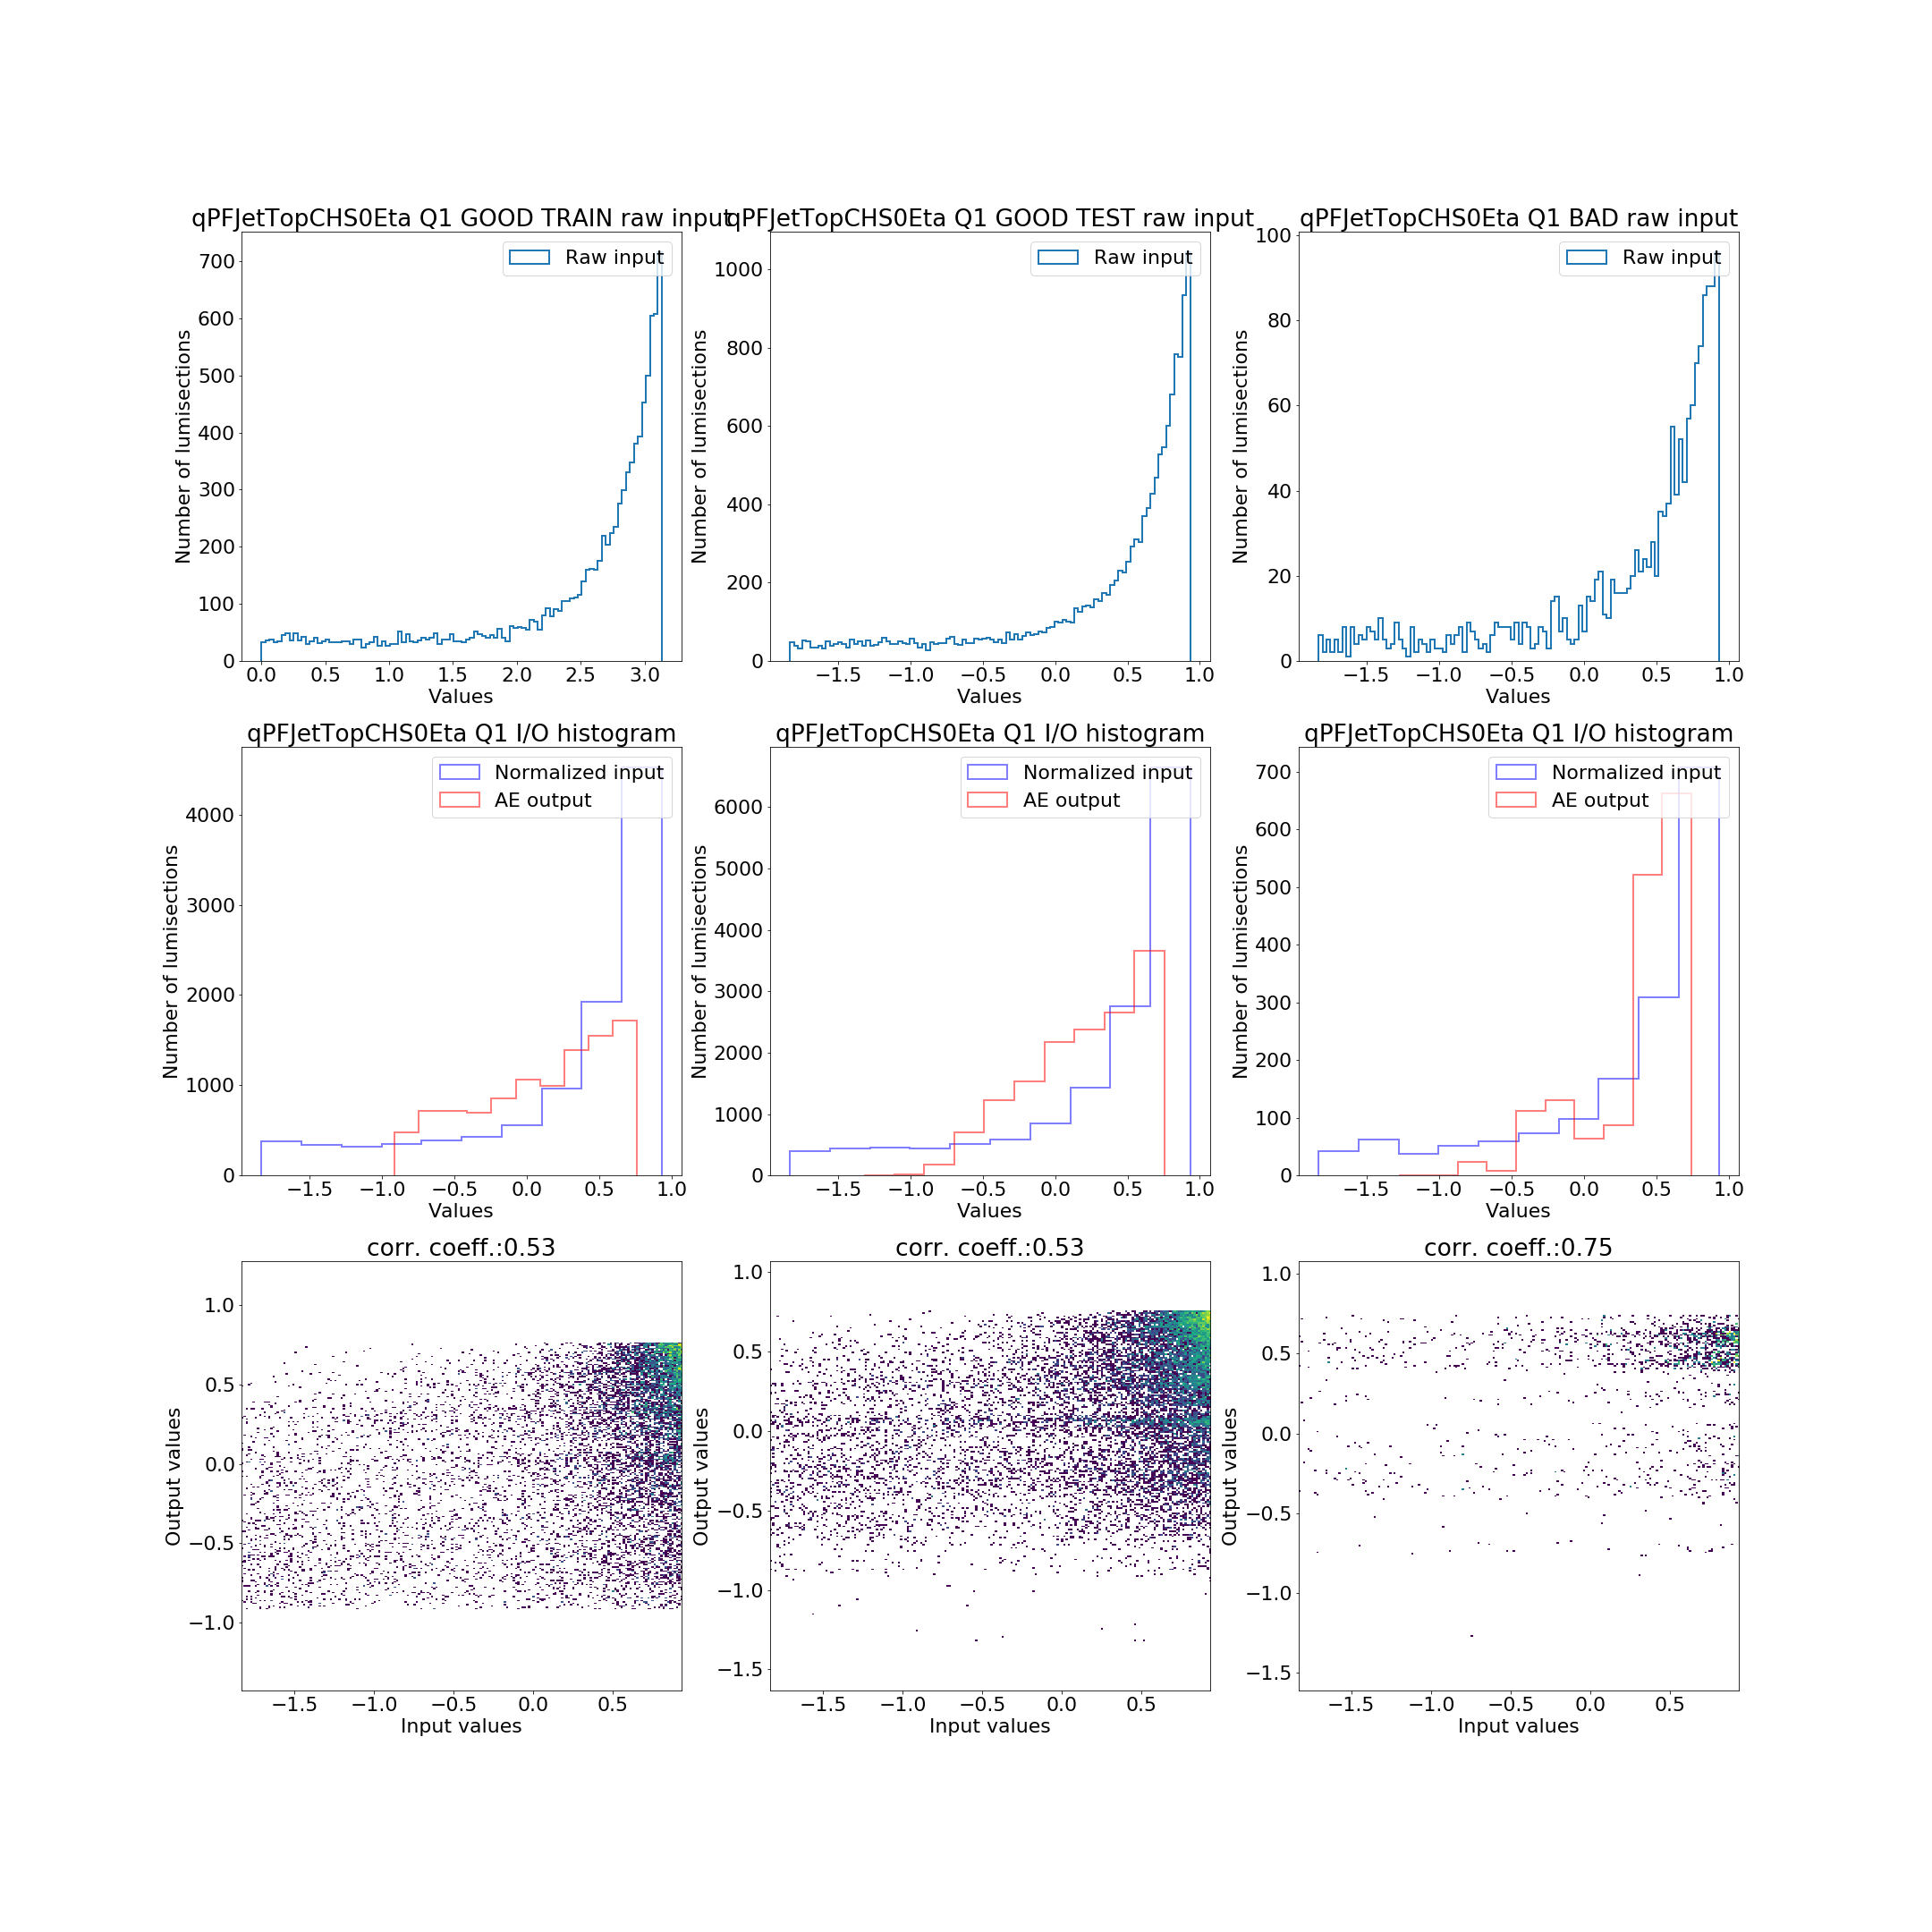 qPFJetTopCHS0Eta Q1 GOOD TRAIN raw input
qPFJetTopCHS0Eta Q1 GOOD TEST raw input
qPFJetTopCHS0Eta Q1 BAD raw input
Number of lumisections
700
600
500
400
300
200
100
0
Raw input
0.0 0.5 1.0 1.5 2.0 2.5 3.0
Values
Number of lumisections
1000
800
600
400
200
0
Raw input
−1.5 −1.0 −0.5 0.0 0.5 1.0
Values
Number of lumisections
100
80
60
40
20
0
Raw input
−1.5 −1.0 −0.5 0.0 0.5 1.0
Values
qPFJetTopCHS0Eta Q1 I/O histogram
qPFJetTopCHS0Eta Q1 I/O histogram
qPFJetTopCHS0Eta Q1 I/O histogram
Number of lumisections
4000
3000
2000
1000
0
Normalized input
AE output
−1.5 −1.0 −0.5 0.0 0.5 1.0
Values
Number of lumisections
6000
5000
4000
3000
2000
1000
0
Normalized input
AE output
−1.5 −1.0 −0.5 0.0 0.5 1.0
Values
Number of lumisections
700
600
500
400
300
200
100
0
Normalized input
AE output
−1.5 −1.0 −0.5 0.0 0.5 1.0
Values
corr. coeff.:0.53
corr. coeff.:0.53
corr. coeff.:0.75
Output values
1.0
0.5
0.0
−0.5
−1.0
−1.5 −1.0 −0.5 0.0 0.5
Input values
Output values
1.0
0.5
0.0
−0.5
−1.0
−1.5
−1.5 −1.0 −0.5 0.0 0.5
Input values
Output values
1.0
0.5
0.0
−0.5
−1.0
−1.5
−1.5 −1.0 −0.5 0.0 0.5
Input values